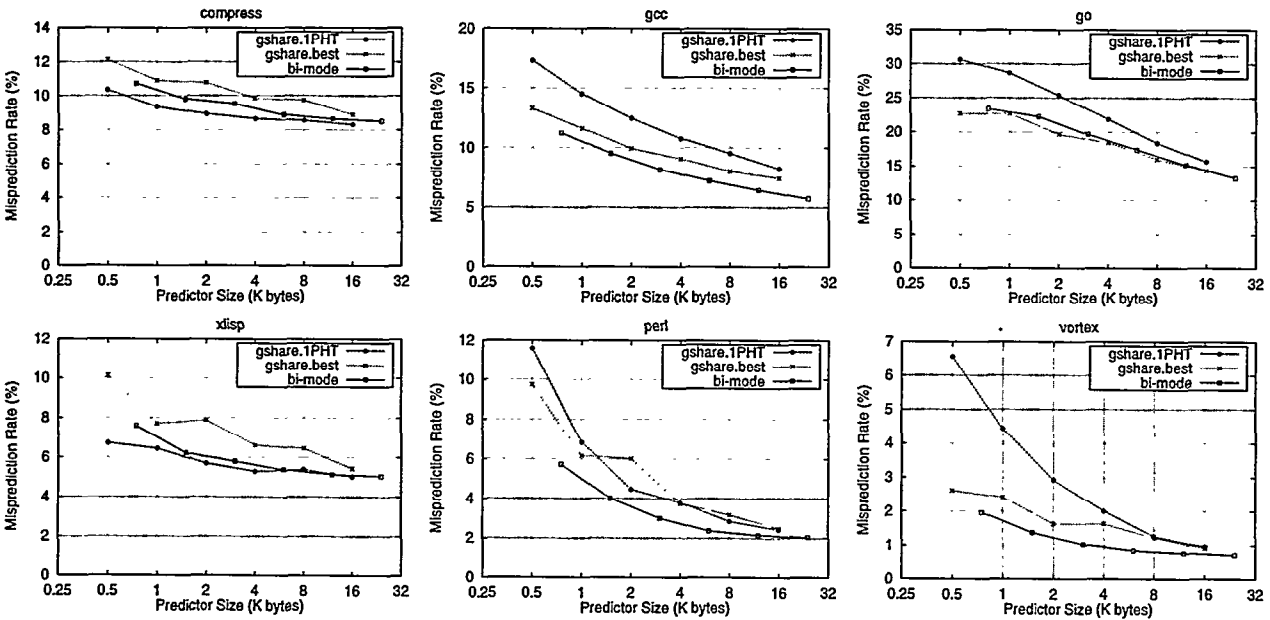 compress
14
12
10
8
6
4
2
0
Misprediction Rate (%)
gshare.1PHT
gshare.best
bi-mode
0.25 0.5 1 2 4 8 16 32
Predictor Size (K bytes)
gcc
20
15
10
5
0
Misprediction Rate (%)
gshare.1PHT
gshare.best
bi-mode
0.25 0.5 1 2 4 8 16 32
Predictor Size (K bytes)
go
35
30
25
20
15
10
5
0
Misprediction Rate (%)
gshare.1PHT
gshare.best
bi-mode
0.25 0.5 1 2 4 8 16 32
Predictor Size (K bytes)
xlisp
12
10
8
6
4
2
0
Misprediction Rate (%)
gshare.1PHT
gshare.best
bi-mode
0.25 0.5 1 2 4 8 16 32
Predictor Size (K bytes)
perl
12
10
8
6
4
2
0
Misprediction Rate (%)
gshare.1PHT
gshare.best
bi-mode
0.25 0.5 1 2 4 8 16 32
Predictor Size (K bytes)
vortex
7
6
5
4
3
2
1
0
Misprediction Rate (%)
gshare.1PHT
gshare.best
bi-mode
0.25 0.5 1 2 4 8 16 32
Predictor Size (K bytes)